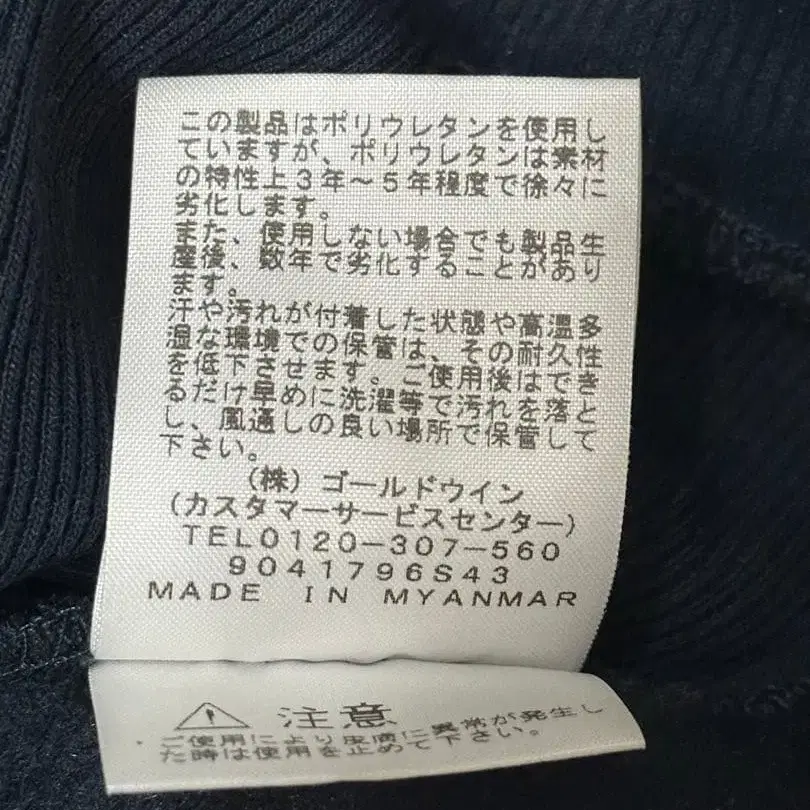 この製品はポリウレタンを使用し
ていますが、ポリウレタンは素材
の特性上3年～5年程度で徐々に
劣化します。
また、使用しない場合でも製品生
産後、数年で劣化することがあり
ます。
汗や汚れが付着した状態や高温多
湿な環境での保管は、その耐久性
を低下させます。ご使用後はできき
るだけ早めに洗濯等で汚れを落とて
し、風通しの良い場所で保管して
下さい。
(株)ゴールドウイン
(カスタマーサービスセンター)
TEL0120-307-560
9041796S43
MADE IN MYANMAR
注意
ご使用により皮膚に異常が発生し
た時は使用を止めて下さい。